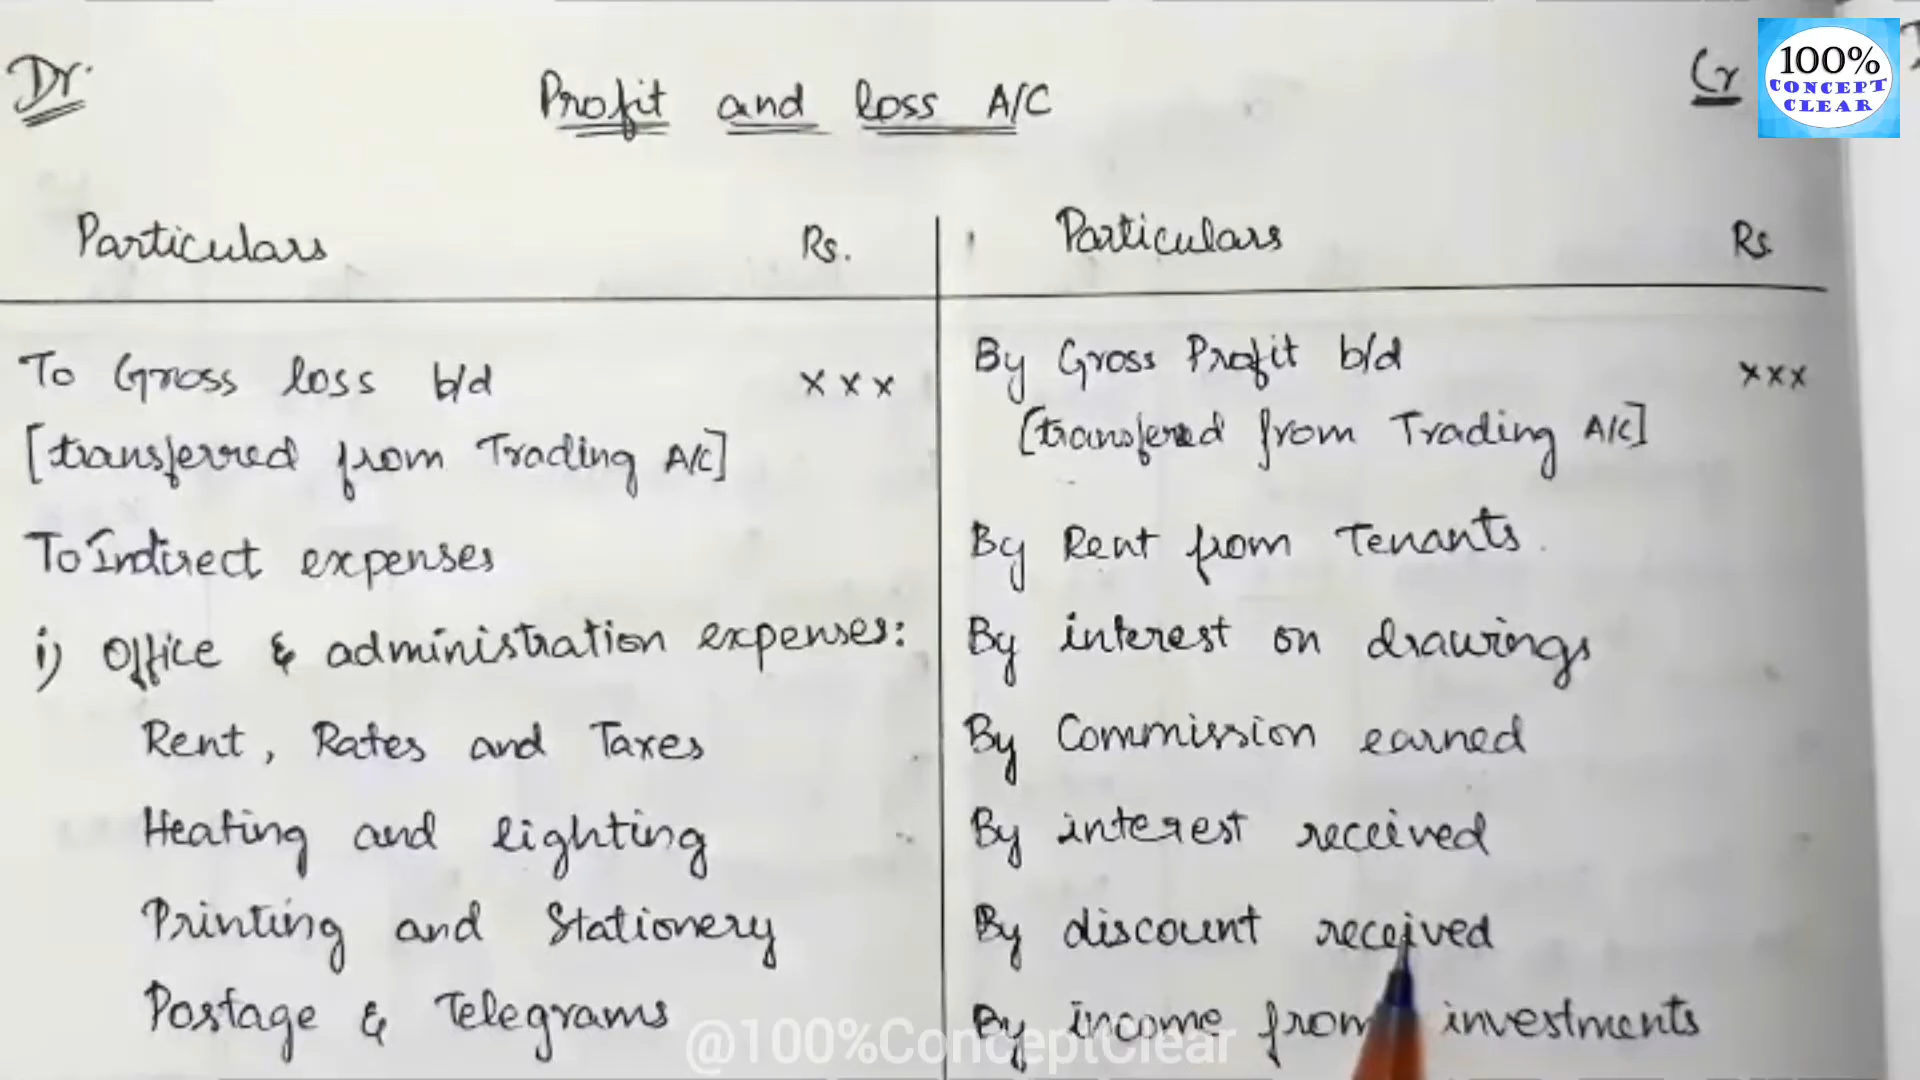 Dr.
Profit and loss A/C
Cr
100%
CONCEPT
CLEAR
Particulars Rs.
To Gross loss b/d xxx
[transferred from Trading A/C]
To Indirect expenses
i) Office & administration expenses:
Rent, Rates and Taxes
Heating and lighting
Printing and Stationery
Postage & Telegrams
Particulars Rs
By Gross Profit b/d xxx
[transfered from Trading A/C]
By Rent from Tenants.
By interest on drawings
By Commission earned
By interest received
By discount received
By income from investments
@100%ConceptClear